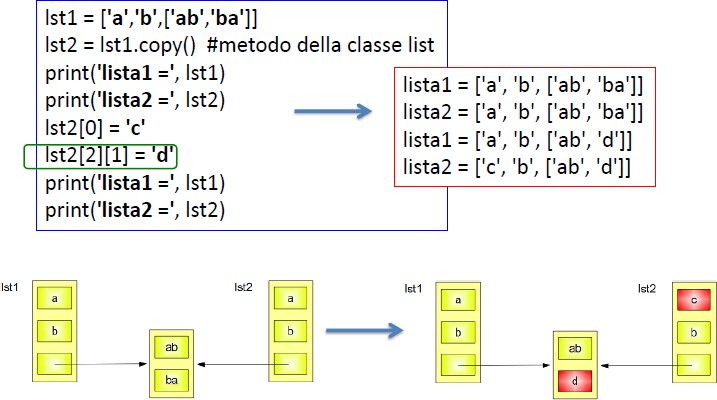 lst1 = ['a','b',['ab','ba']]
lst2 = lst1.copy()  #metodo della classe list
print('lista1 =', lst1)
print('lista2 =', lst2)
lst2[0] = 'c'
lst2[2][1] = 'd'
print('lista1 =', lst1)
print('lista2 =', lst2)
lista1 = ['a', 'b', ['ab', 'ba']]
lista2 = ['a', 'b', ['ab', 'ba']]
lista1 = ['a', 'b', ['ab', 'd']]
lista2 = ['c', 'b', ['ab', 'd']]
lst1
a
b
ab
ba
lst2
a
b
lst1
a
b
ab
d
lst2
c
b